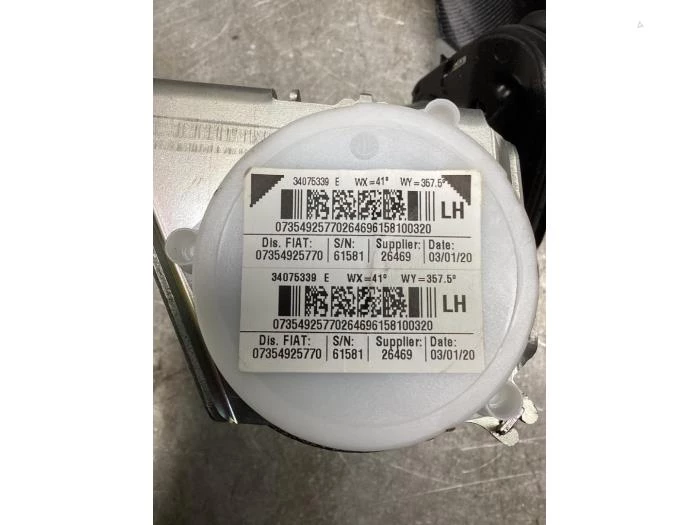 34075339 E WX=41° WY=357.5°
LH
07354925770264696158100320
Dis. FIAT: S/N: Supplier: Date:
07354925770 61581 26469 03/01/20
34075339 E WX=41° WY=357.5°
LH
07354925770264696158100320
Dis. FIAT: S/N: Supplier: Date:
07354925770 61581 26469 03/01/20